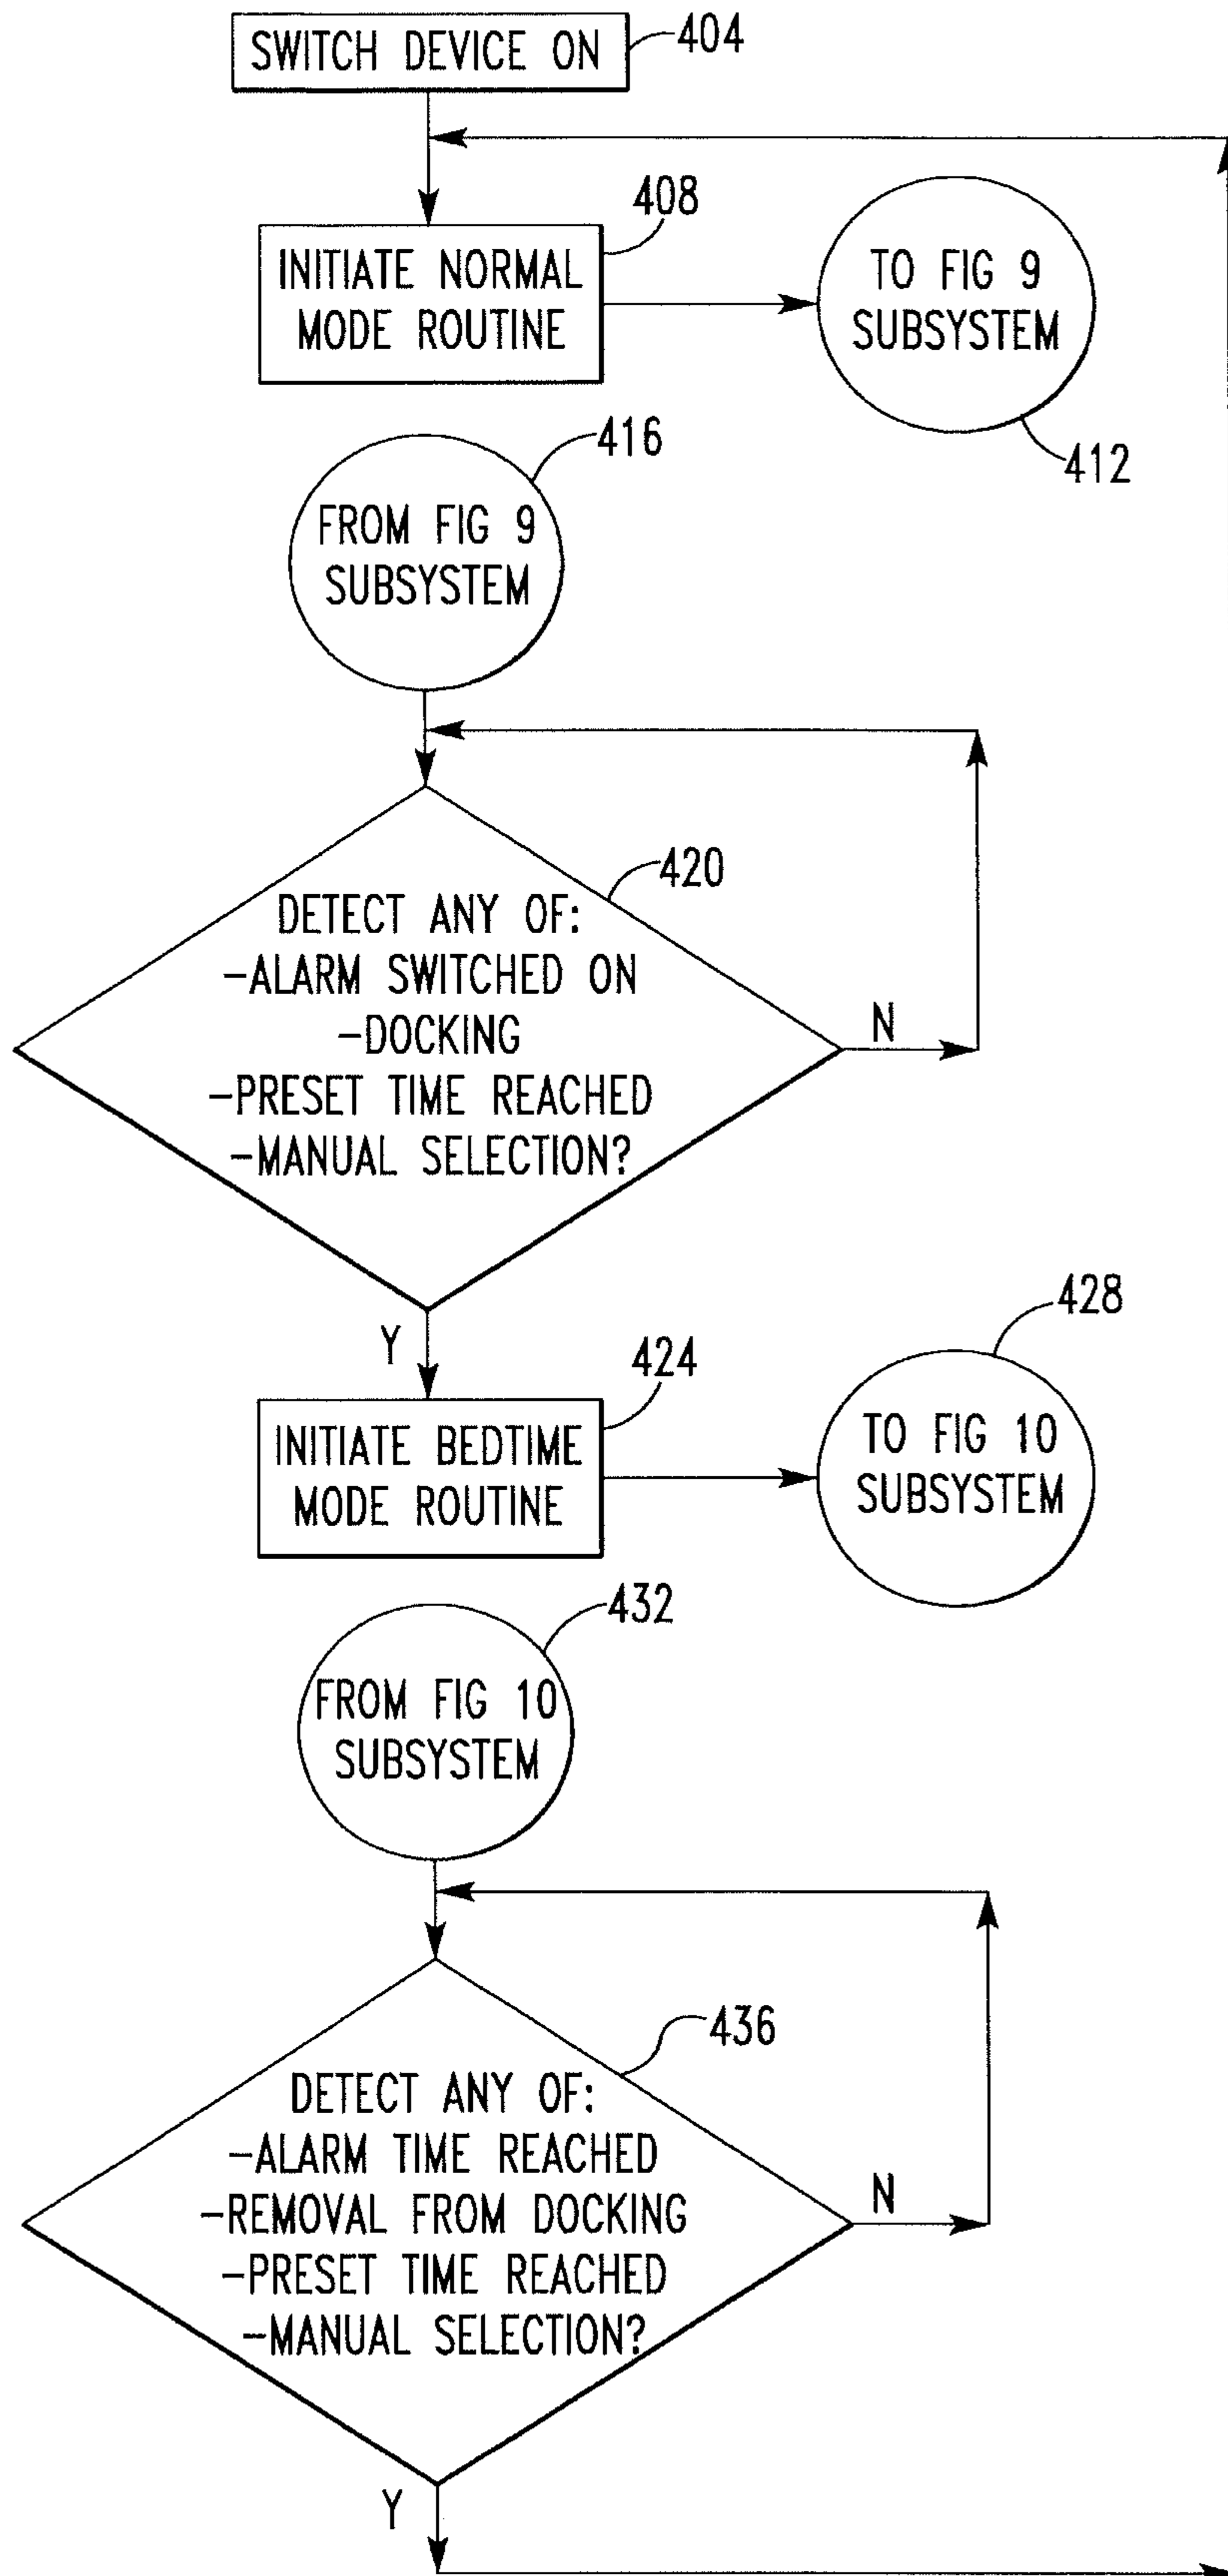 SWITCH DEVICE ON
404
408
INITIATE NORMAL
MODE ROUTINE
TO FIG 9
SUBSYSTEM
412
416
FROM FIG 9
SUBSYSTEM
420
DETECT ANY OF:
-ALARM SWITCHED ON
-DOCKING
-PRESET TIME REACHED
-MANUAL SELECTION?
N
Y
424
INITIATE BEDTIME
MODE ROUTINE
428
TO FIG 10
SUBSYSTEM
432
FROM FIG 10
SUBSYSTEM
436
DETECT ANY OF:
-ALARM TIME REACHED
-REMOVAL FROM DOCKING
-PRESET TIME REACHED
-MANUAL SELECTION?
N
Y